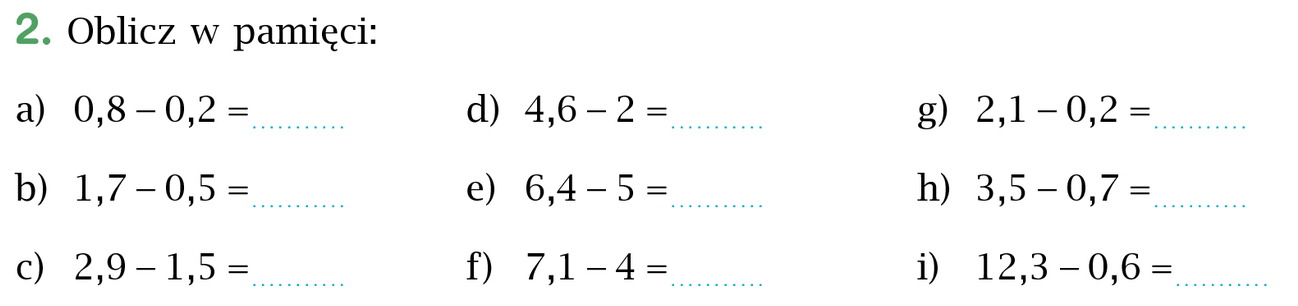 2. Oblicz w pamięci:
a) 0,8 – 0,2 = ........... d) 4,6 – 2 = ........... g) 2,1 – 0,2 = ...........
b) 1,7 – 0,5 = ........... e) 6,4 – 5 = ........... h) 3,5 – 0,7 = ...........
c) 2,9 – 1,5 = ........... f) 7,1 – 4 = ........... i) 12,3 – 0,6 = ...........